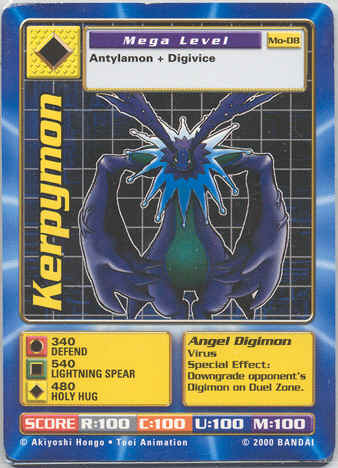 Mega Level
Mo-08
Antylamon + Digivice
Kerpymon
340
DEFEND
540
LIGHTNING SPEAR
480
HOLY HUG
Angel Digimon
Virus
Special Effect:
Downgrade opponent's
Digimon on Duel Zone.
SCORE R:100 C:100 U:100 M:100
© Akiyoshi Hongo • Toei Animation © 2000 BANDAI